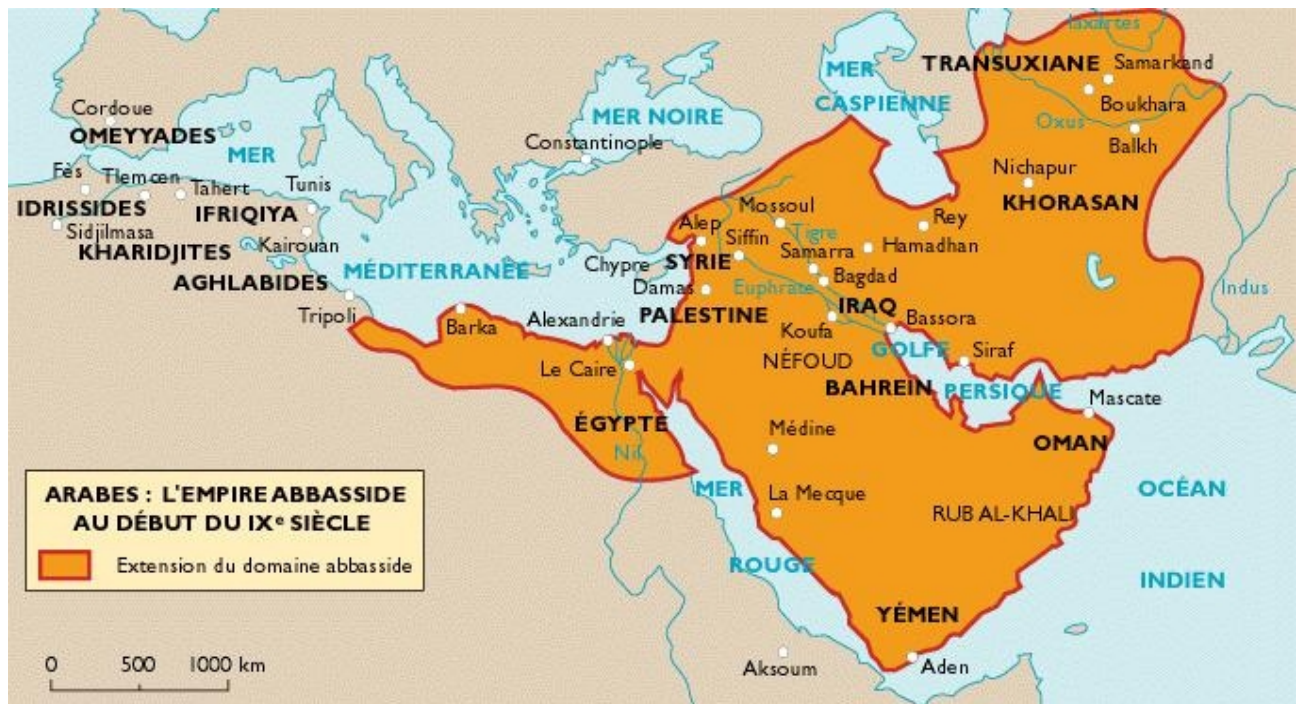 Iaxartes
TRANSUXIANE
Samarkand
MER
CASPIENNE
Boukhara
Oxus
Balkh
Cordoue
OMEYYADES
MER NOIRE
Constantinople
MER
Fès
Tlemcen
Tahert
Tunis
Nichapur
IDRISSIDES
IFRIQIYA
KHORASAN
Sidjilmasa
KHARIDJITES
Kairouan
Alep
Mossoul
Tigre
Rey
Siffin
Samarra
Hamadhan
AGHLABIDES
MÉDITERRANÉE
Chypre
SYRIE
Bagdad
Damas
Euphrate
IRAQ
Indus
Tripoli
Barka
Alexandrie
PALESTINE
Koufa
Bassora
Le Caire
NÉFOUD
GOLFE
Siraf
BAHREIN
PERSIQUE
Mascate
ÉGYPTE
Médine
OMAN
Nil
MER
La Mecque
OCÉAN
RUB AL-KHALI
ROUGE
INDIEN
YÉMEN
Aksoum
Aden
ARABES : L'EMPIRE ABBASSIDE
AU DÉBUT DU IXe SIÈCLE
Extension du domaine abbasside
0 500 1000 km